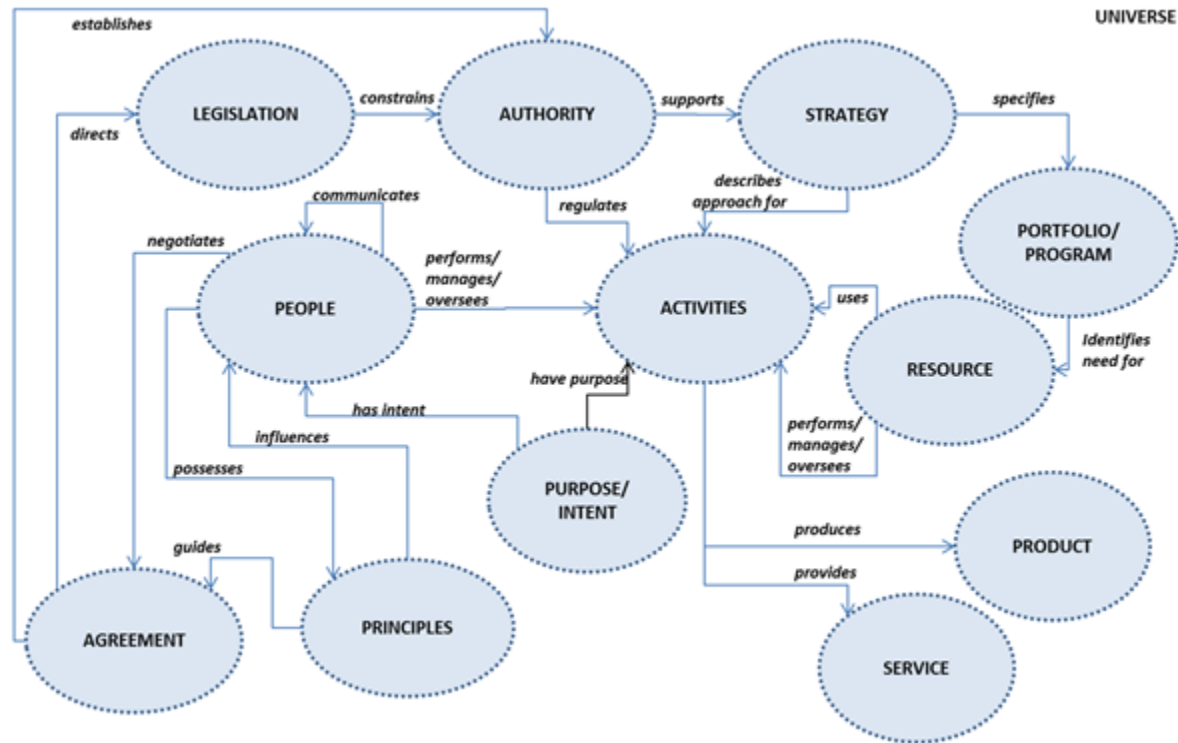 establishes
UNIVERSE
LEGISLATION
constrains
AUTHORITY
supports
STRATEGY
specifies
directs
communicates
regulates
describes
approach for
PORTFOLIO/
PROGRAM
negotiates
performs/
manages/
oversees
PEOPLE
ACTIVITIES
uses
Identifies
need for
RESOURCE
have purpose
has intent
influences
performs/
manages/
oversees
possesses
PURPOSE/
INTENT
produces
PRODUCT
guides
provides
AGREEMENT
PRINCIPLES
SERVICE